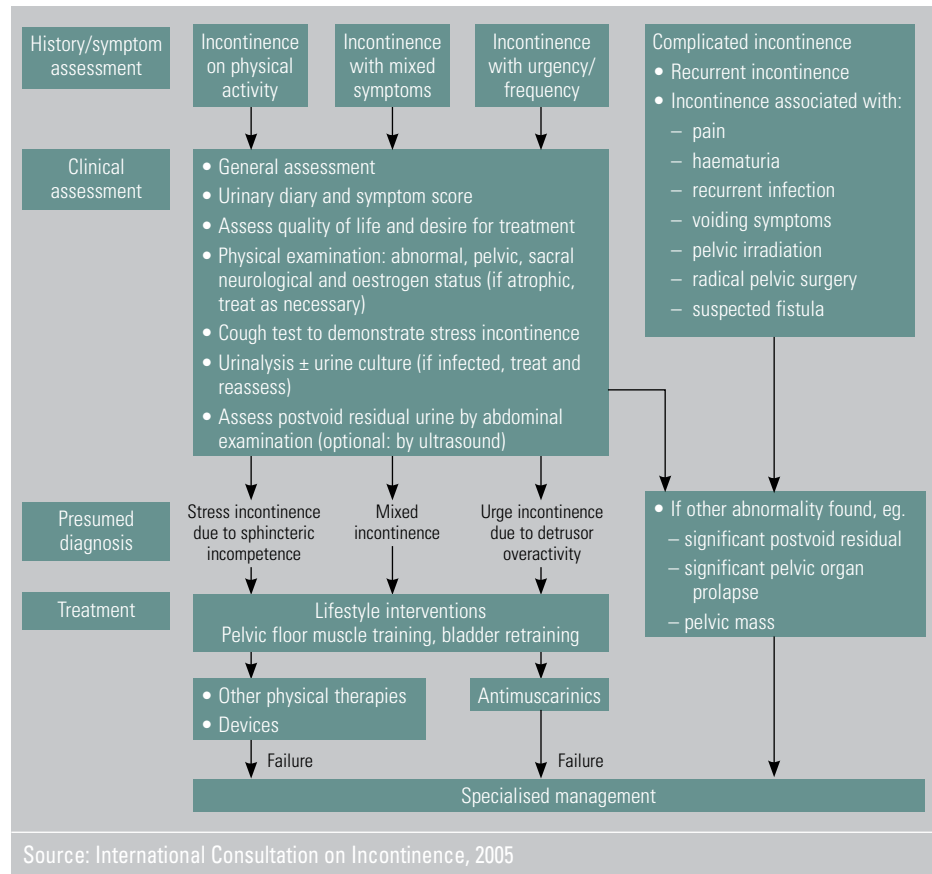 History/symptom
assessment
Incontinence
on physical
activity
Incontinence
with mixed
symptoms
Incontinence
with urgency/
frequency
Complicated incontinence
• Recurrent incontinence
• Incontinence associated with:
– pain
– haematuria
– recurrent infection
– voiding symptoms
– pelvic irradiation
– radical pelvic surgery
– suspected fistula
Clinical
assessment
• General assessment
• Urinary diary and symptom score
• Assess quality of life and desire for treatment
• Physical examination: abnormal, pelvic, sacral
neurological and oestrogen status (if atrophic,
treat as necessary)
• Cough test to demonstrate stress incontinence
• Urinalysis ± urine culture (if infected, treat and
reassess)
• Assess postvoid residual urine by abdominal
examination (optional: by ultrasound)
Presumed
diagnosis
Stress incontinence
due to sphincteric
incompetence
Mixed
incontinence
Urge incontinence
due to detrusor
overactivity
• If other abnormality found, eg.
– significant postvoid residual
– significant pelvic organ
prolapse
– pelvic mass
Treatment
Lifestyle interventions
Pelvic floor muscle training, bladder retraining
• Other physical therapies
• Devices
Antimuscarinics
Failure
Failure
Specialised management
Source: International Consultation on Incontinence, 2005